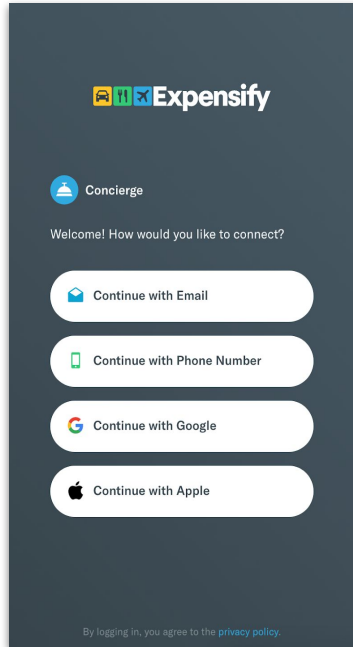 Expensify
Concierge
Welcome! How would you like to connect?
Continue with Email
Continue with Phone Number
Continue with Google
Continue with Apple
By logging in, you agree to the privacy policy.